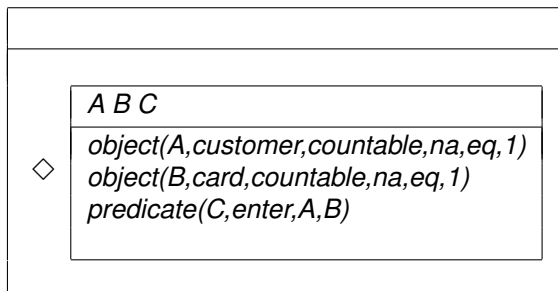 A B C
object(A,customer,countable,na,eq,1)
◇ object(B,card,countable,na,eq,1)
predicate(C,enter,A,B)